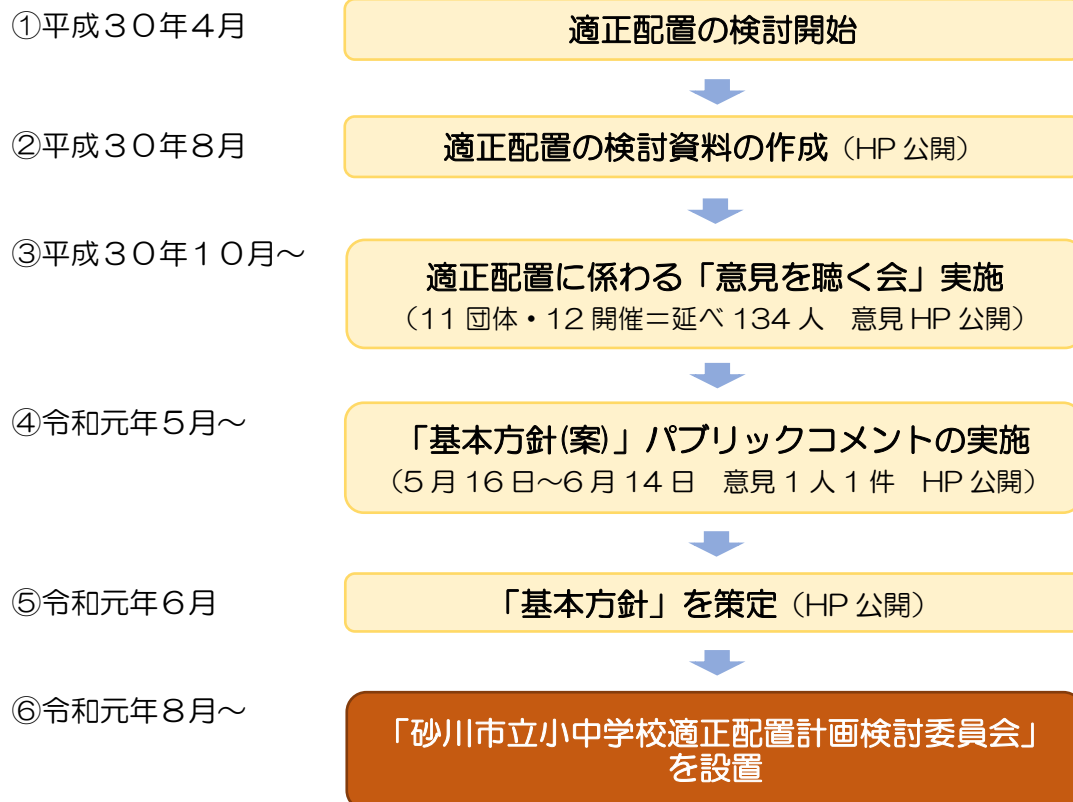 ①平成３０年４月
適正配置の検討開始
②平成３０年８月
適正配置の検討資料の作成（HP 公開）
③平成３０年１０月～
適正配置に係わる「意見を聴く会」実施
（11 団体・12 開催＝延べ 134 人　意見 HP 公開）
④令和元年５月～
「基本方針(案)」パブリックコメントの実施
（5 月 16 日～6 月 14 日　意見 1 人 1 件　HP 公開）
⑤令和元年６月
「基本方針」を策定（HP 公開）
⑥令和元年８月～
「砂川市立小中学校適正配置計画検討委員会」
を設置